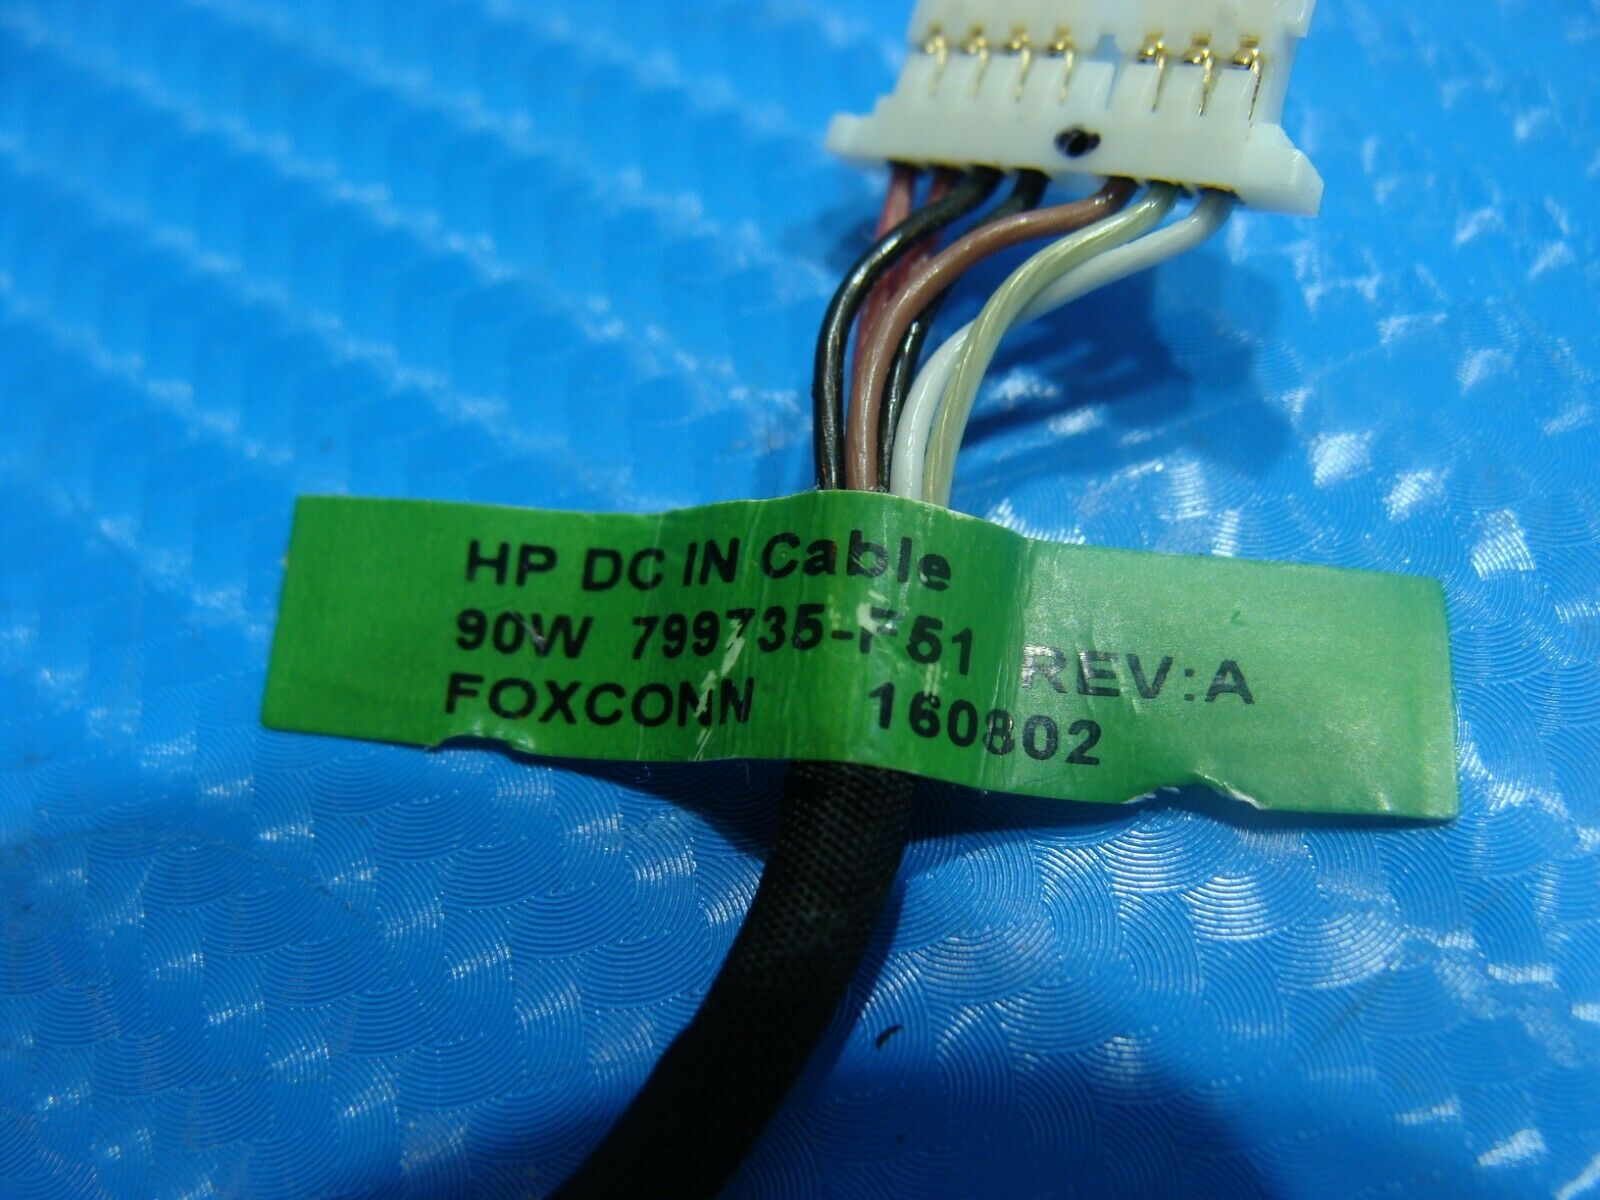 HP DC IN Cable
90W 799735-F51 REV:A
FOXCONN 160802